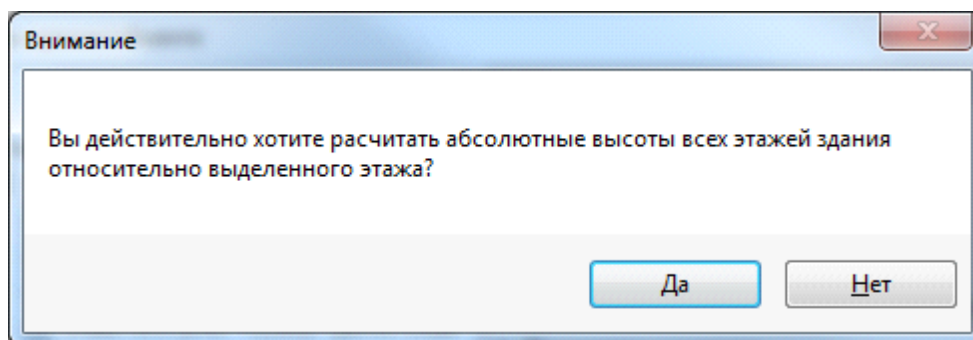 Внимание
Вы действительно хотите расчитать абсолютные высоты всех этажей здания
относительно выделенного этажа?
Да
Нет